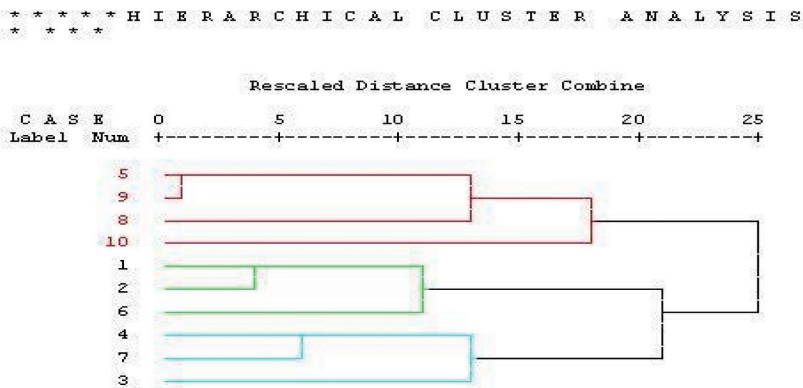 * * * * * H I E R A R C H I C A L   C L U S T E R   A N A L Y S I S
* * * *
Rescaled Distance Cluster Combine
C A S E 0 5 10 15 20 25
Label Num +---------+---------+---------+---------+---------+
5
9
8
10
1
2
6
4
7
3